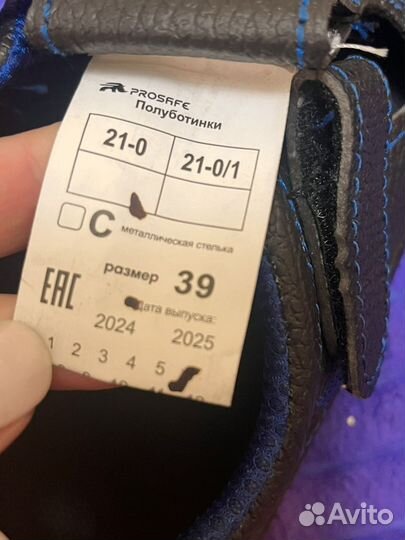 PROSAFE
Полуботинки
21-0 21-0/1
С металлическая стелька
размер 39
EAC
Дата выпуска:
2024 2025
1 2 3 4 5
Avito